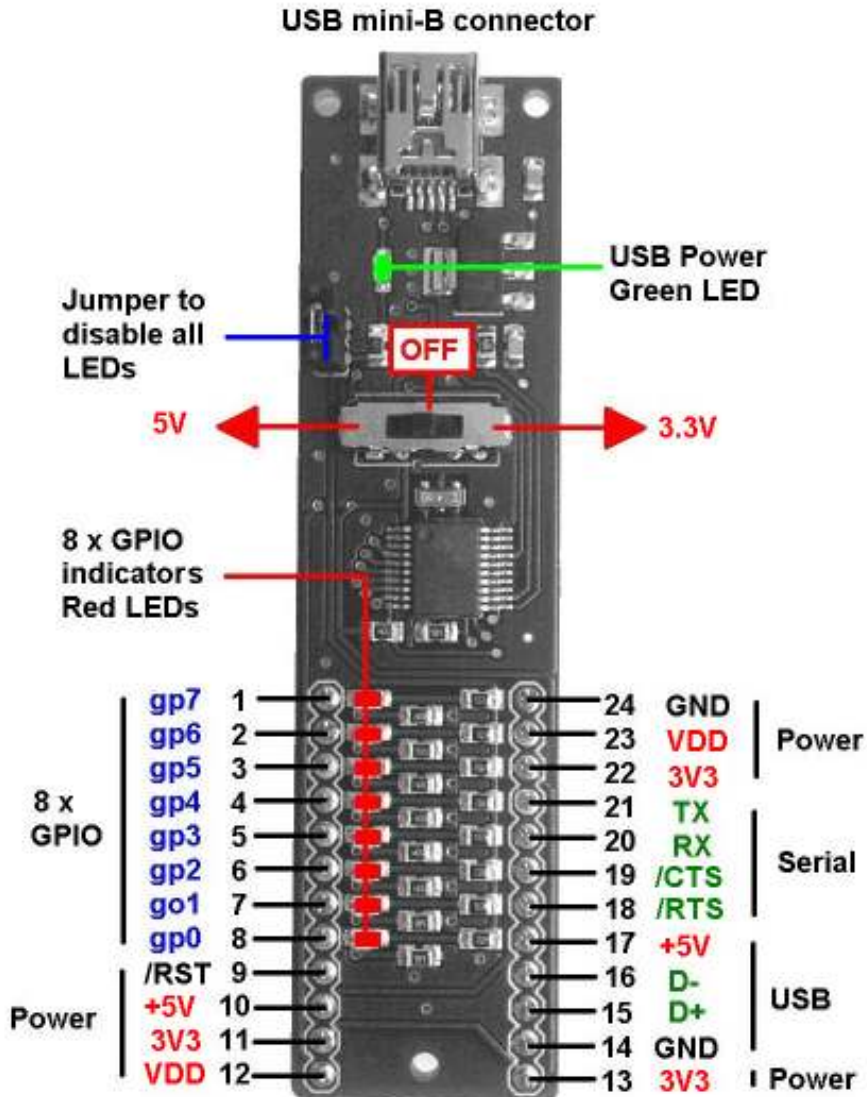 USB mini-B connector
USB Power
Green LED
Jumper to
disable all
LEDs
OFF
5V
3.3V
8 x GPIO
indicators
Red LEDs
gp7 1
24 GND
gp6 2
23 VDD
Power
gp5 3
22 3V3
8 x
GPIO
gp4 4
21 TX
gp3 5
20 RX
Serial
gp2 6
19 /CTS
go1 7
18 /RTS
gp0 8
17 +5V
/RST 9
16 D-
USB
Power
+5V 10
15 D+
3V3 11
14 GND
VDD 12
13 3V3
Power